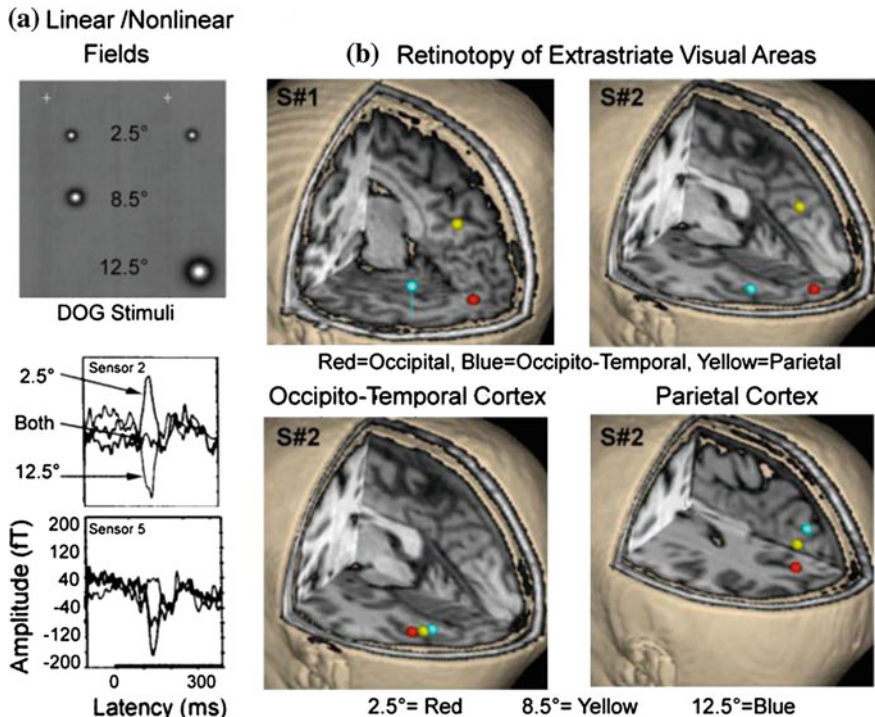 (a) Linear /Nonlinear
Fields
2.5°
8.5°
12.5°
DOG Stimuli
Sensor 2
2.5°
Both
12.5°
Sensor 5
200
120
40
-40
-120
-200
Amplitude (fT)
0
300
Latency (ms)
(b) Retinotopy of Extrastriate Visual Areas
S#1
S#2
Red=Occipital, Blue=Occipito-Temporal, Yellow=Parietal
Occipito-Temporal Cortex
Parietal Cortex
S#2
S#2
2.5°= Red 8.5°= Yellow 12.5°=Blue